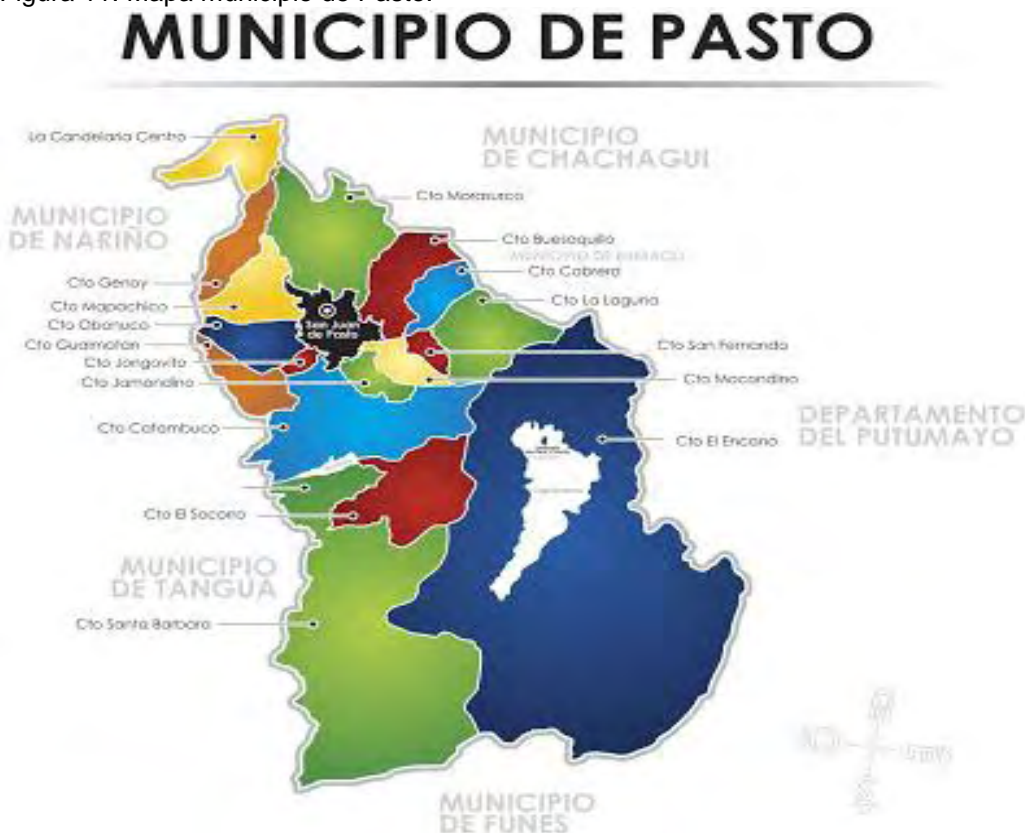 MUNICIPIO DE PASTO
La Candelaria Centro
MUNICIPIO
DE CHACHAGUI
Cto Morasurco
MUNICIPIO
DE NARIÑO
Cto Buesaquillo
Cto Cabrera
Cto Genoy
Cto La Laguna
Cto Mapachico
Cto Obonuco
San Juan
de Pasto
Cto Guálmatan
Cto San Fernando
Cto Jongovito
Cto Jamondino
Cto Mocondino
DEPARTAMENTO
DEL PUTUMAYO
Cto Catambuco
Cto El Encano
Cto El Socorro
MUNICIPIO
DE TANGUA
Cto Santa Barbara
MUNICIPIO
DE FUNES